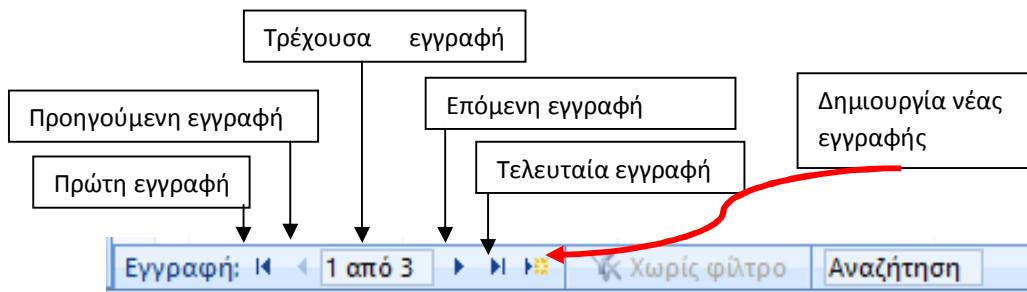 Τρέχουσα εγγραφή
Προηγούμενη εγγραφή
Επόμενη εγγραφή
Δημιουργία νέας
εγγραφής
Πρώτη εγγραφή
Τελευταία εγγραφή
Εγγραφή: 1 από 3 Χωρίς φίλτρο Αναζήτηση